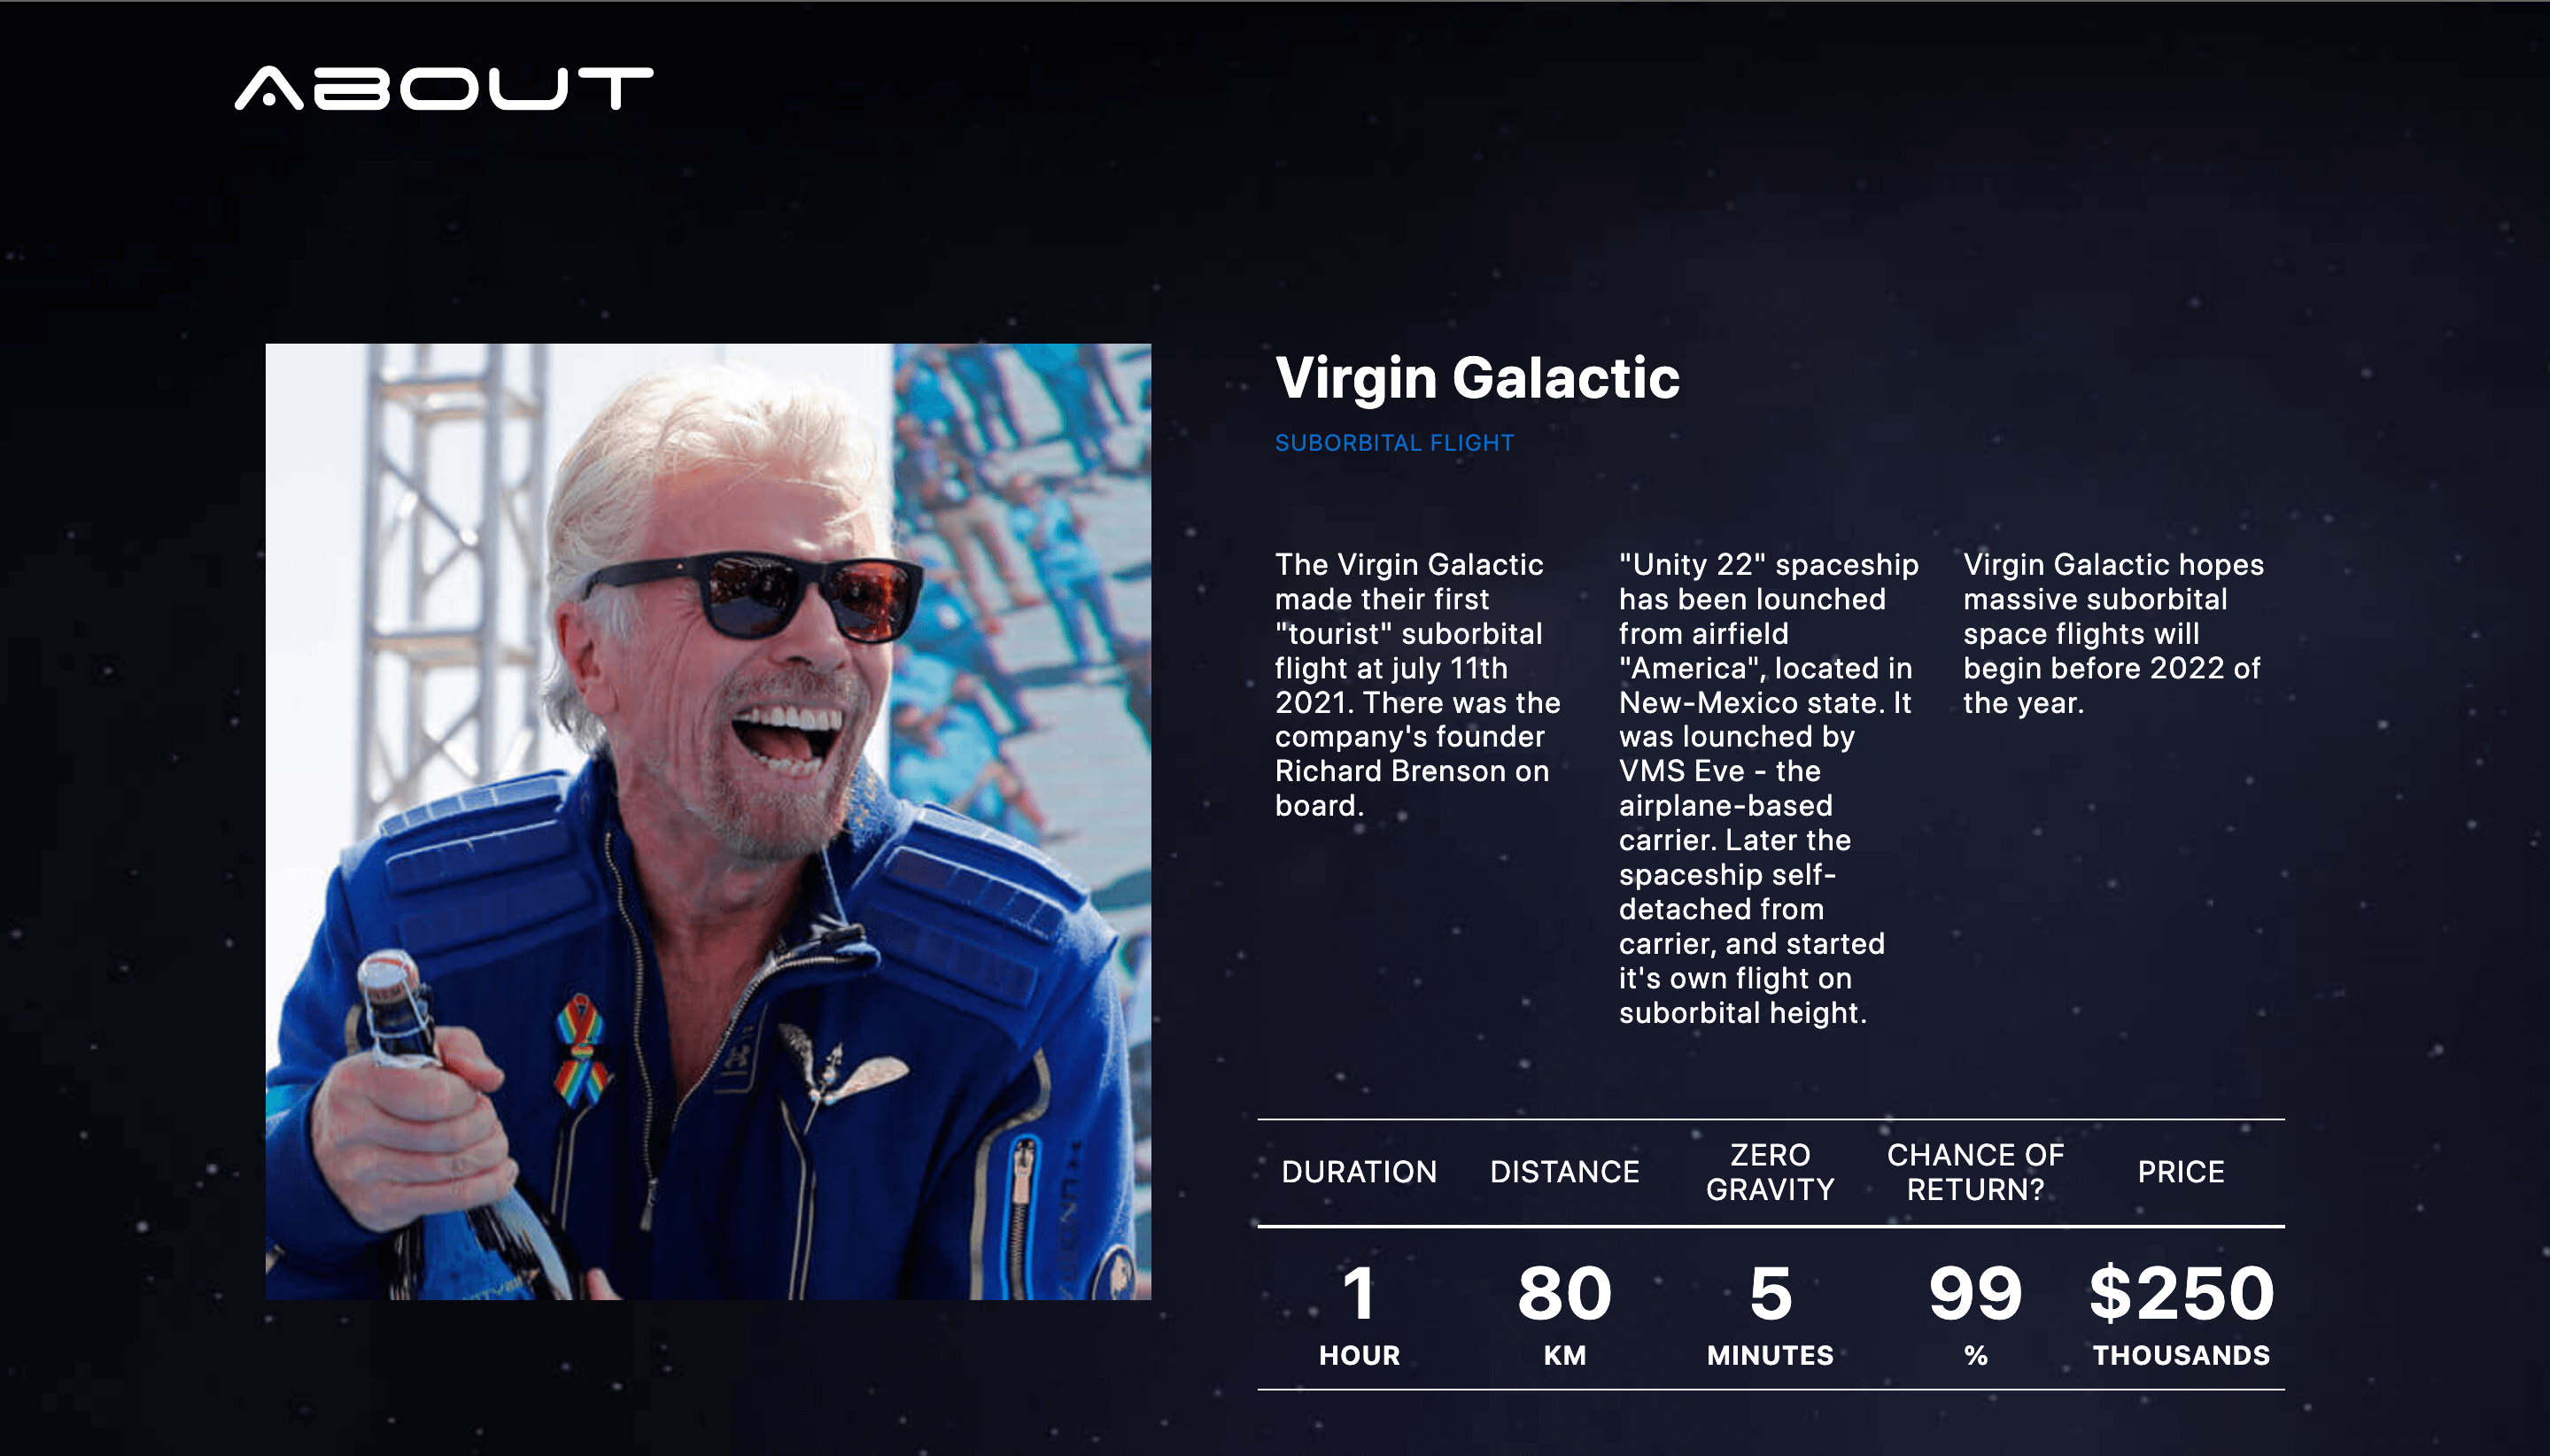 ABOUT
Virgin Galactic
SUBORBITAL FLIGHT
The Virgin Galactic
made their first
"tourist" suborbital
flight at july 11th
2021. There was the
company's founder
Richard Brenson on
board.
"Unity 22" spaceship
has been lounched
from airfield
"America", located in
New-Mexico state. It
was lounched by
VMS Eve - the
airplane-based
carrier. Later the
spaceship self-
detached from
carrier, and started
it's own flight on
suborbital height.
Virgin Galactic hopes
massive suborbital
space flights will
begin before 2022 of
the year.
DURATION DISTANCE ZERO GRAVITY CHANCE OF RETURN? PRICE
1 80 5 99 $250
HOUR KM MINUTES % THOUSANDS